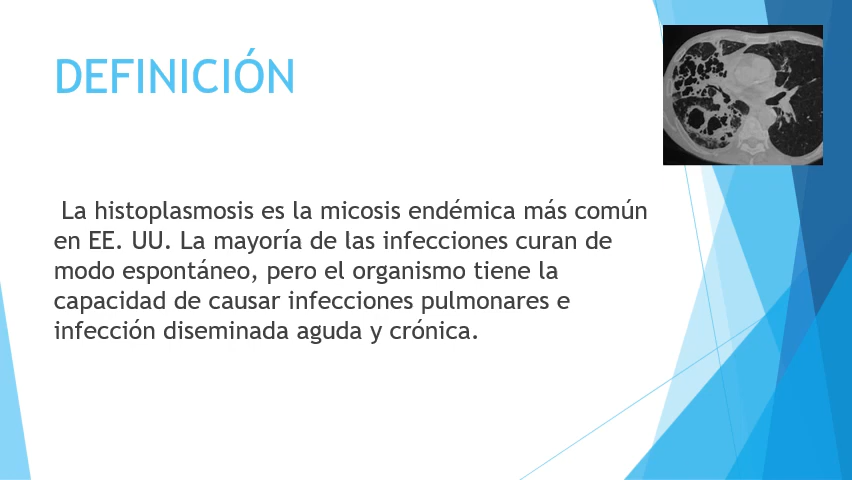 DEFINICIÓN
La histoplasmosis es la micosis endémica más común
en EE. UU. La mayoría de las infecciones curan de
modo espontáneo, pero el organismo tiene la
capacidad de causar infecciones pulmonares e
infección diseminada aguda y crónica.